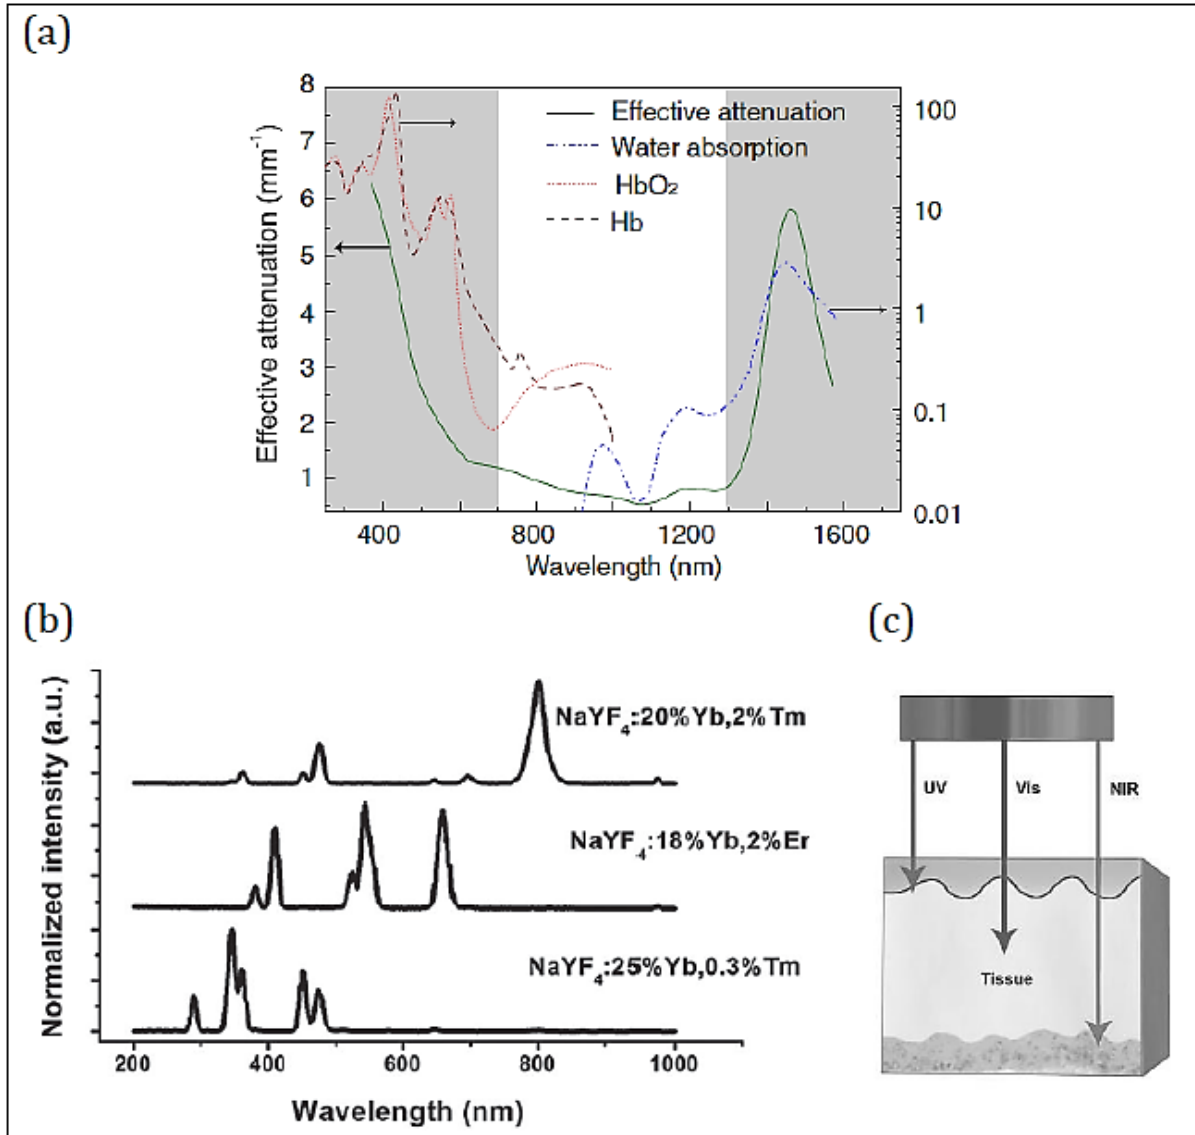 (a)
Effective attenuation (mm⁻¹)
8
7
6
5
4
3
2
1
Effective attenuation
Water absorption
HbO₂
Hb
100
10
1
0.1
0.01
400
800
1200
1600
Wavelength (nm)
(b)
Normalized intensity (a.u.)
NaYF₄:20%Yb,2%Tm
NaYF₄:18%Yb,2%Er
NaYF₄:25%Yb,0.3%Tm
200
400
600
800
1000
Wavelength (nm)
(c)
UV
Vis
NIR
Tissue